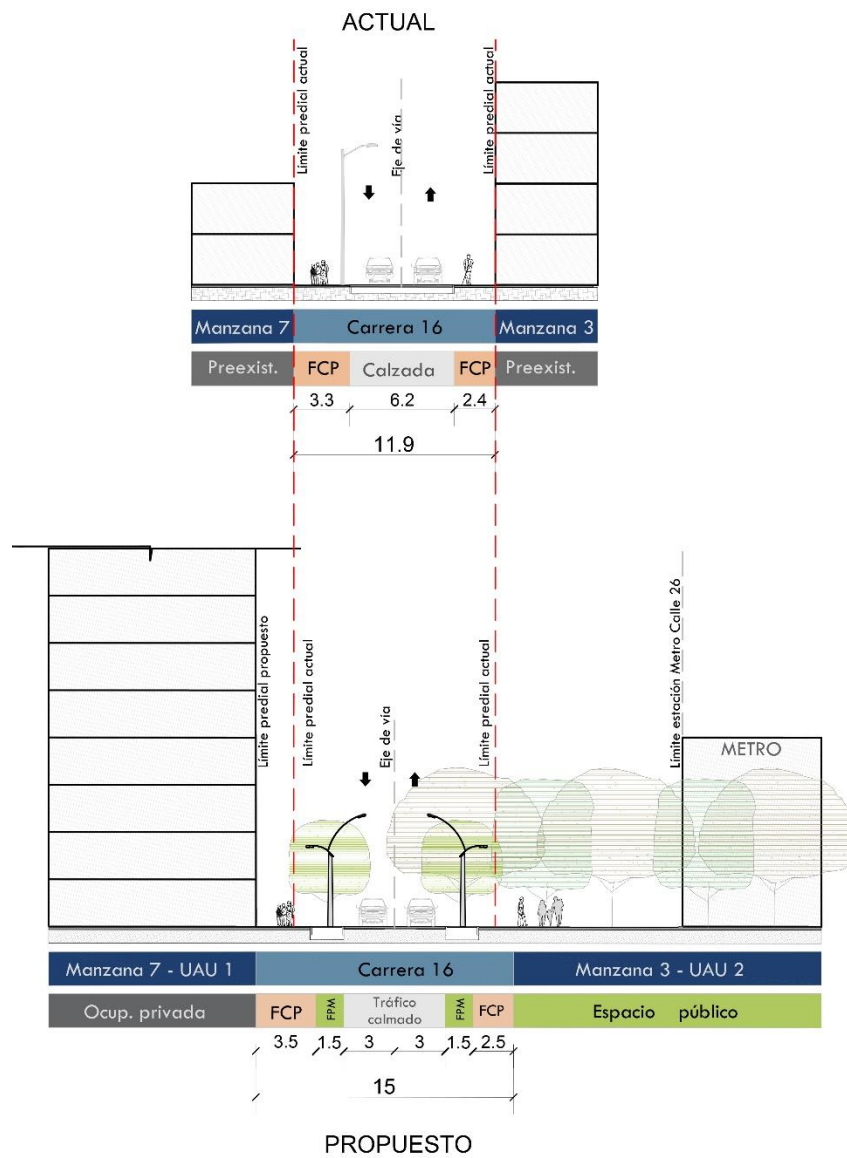 ACTUAL
Límite predial actual
Eje de vía
Límite predial actual
Manzana 7 Carrera 16 Manzana 3
Preexist. FCP Calzada FCP Preexist.
3.3 6.2 2.4
11.9
Límite predial propuesto
Límite predial actual
Eje de vía
Límite predial actual
Límite estación Metro Calle 26
METRO
Manzana 7 - UAU 1 Carrera 16 Manzana 3 - UAU 2
Ocup. privada FCP FPM Tráfico calmado FPM FCP Espacio público
3.5 1.5 3 3 1.5 2.5
15
PROPUESTO